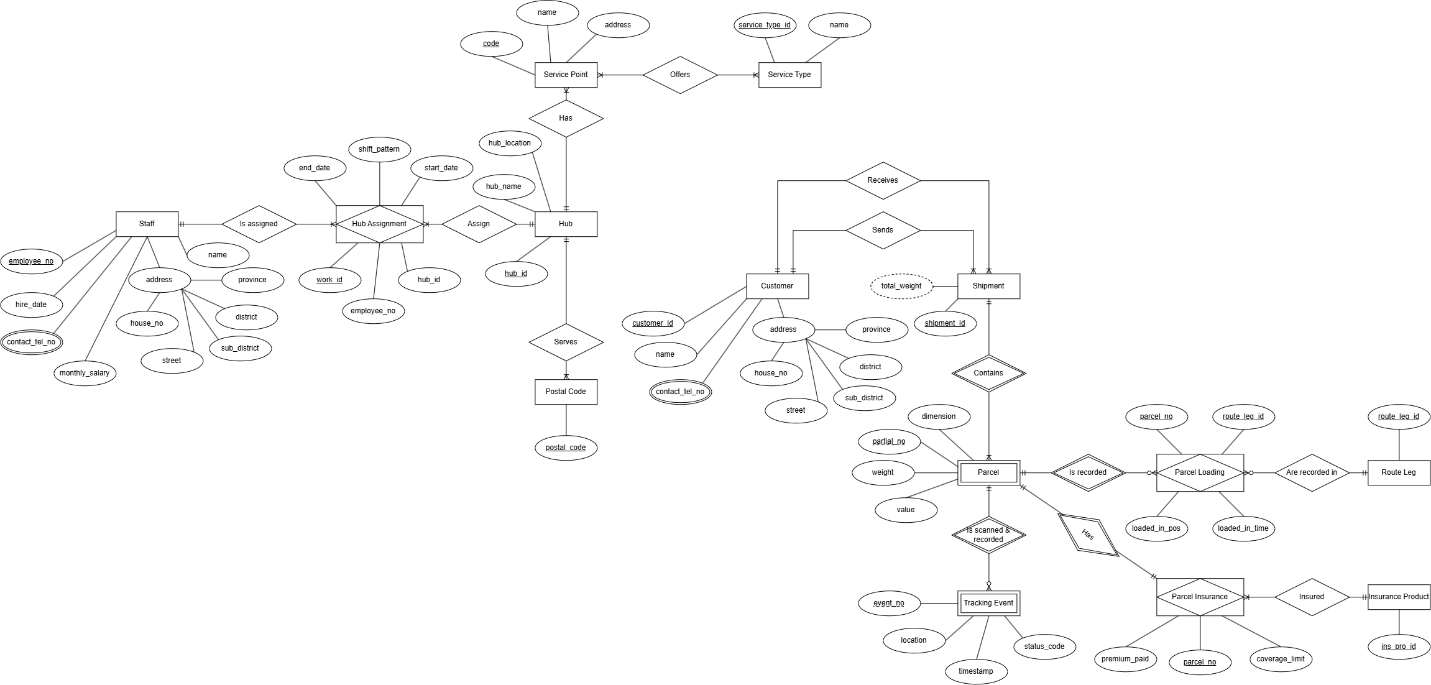 name
address
code
Service Point
Offers
service_type_id
name
Service Type
Has
hub_location
hub_name
Hub
hub_id
shift_pattern
end_date
start_date
Staff
Is assigned
Hub Assignment
Assign
employee_no
name
address
province
hire_date
house_no
district
contact_tel_no
street
sub_district
monthly_salary
work_id
hub_id
employee_no
Serves
Postal Code
postal_code
Receives
Sends
Customer
Shipment
total_weight
shipment_id
customer_id
address
province
name
house_no
district
contact_tel_no
street
sub_district
Contains
dimension
partial_no
weight
value
Parcel
Is recorded
parcel_no
route_leg_id
Parcel Loading
loaded_in_pos
loaded_in_time
Are recorded in
route_leg_id
Route Leg
Is scanned &
recorded
Has
Tracking Event
event_no
location
timestamp
status_code
Parcel Insurance
premium_paid
parcel_no
coverage_limit
Insured
Insurance Product
ins_pro_id